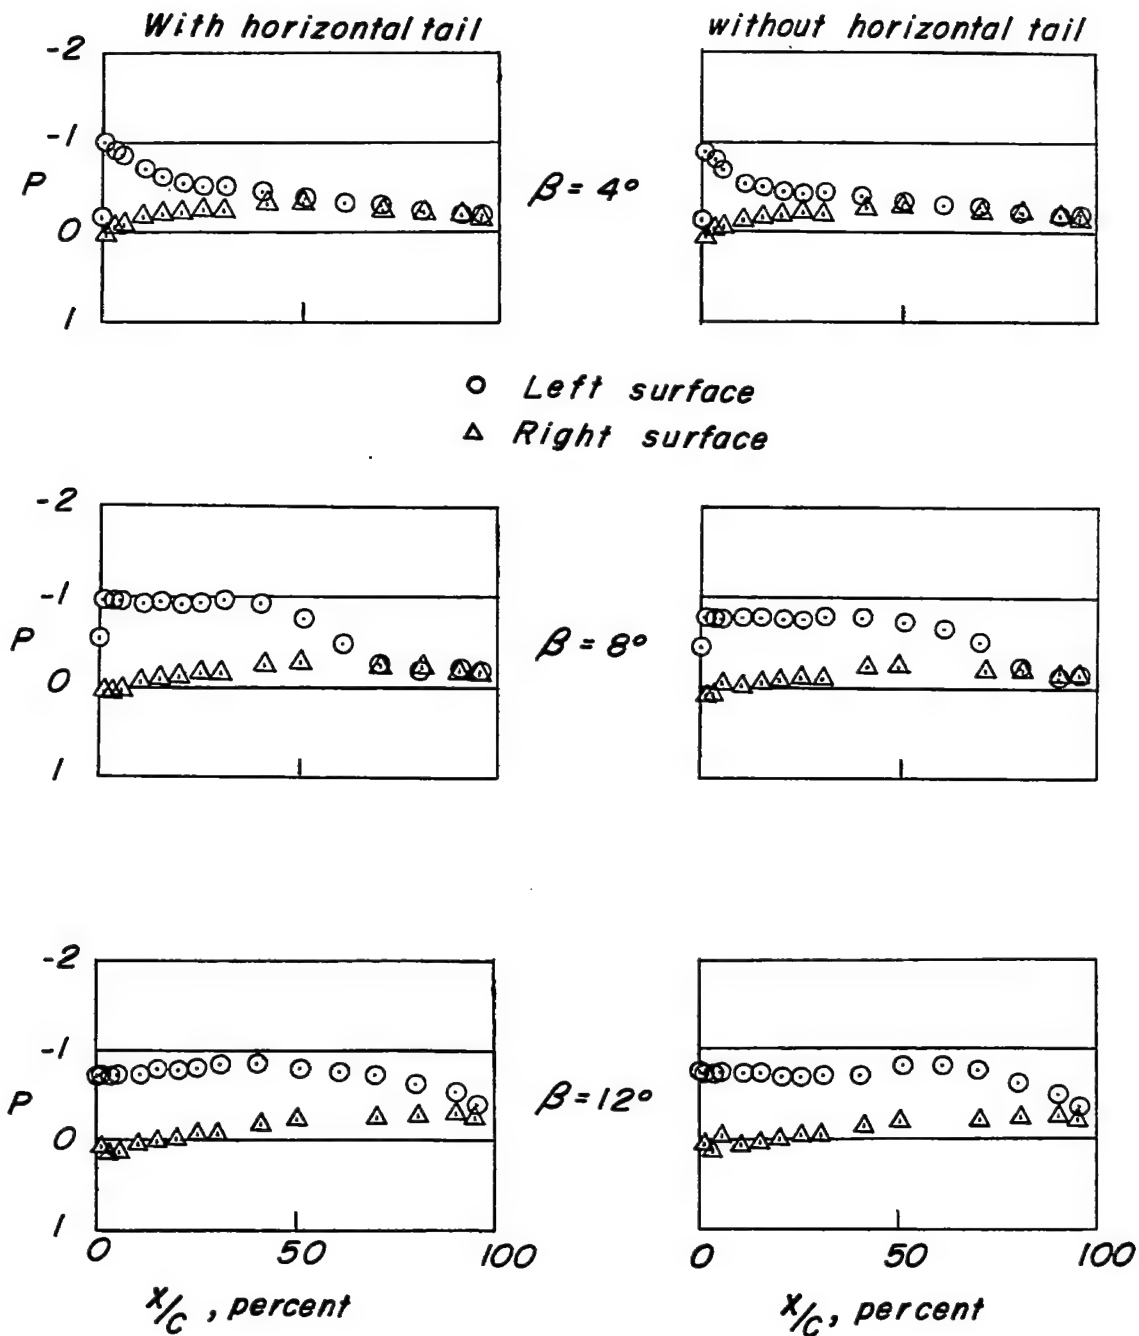 With horizontal tail
without horizontal tail
-2
-1
P
0
1
β = 4°
Left surface
Right surface
-2
-1
P
0
1
β = 8°
-2
-1
P
0
1
β = 12°
0 50 100
0 50 100
x/c , percent
x/c, percent